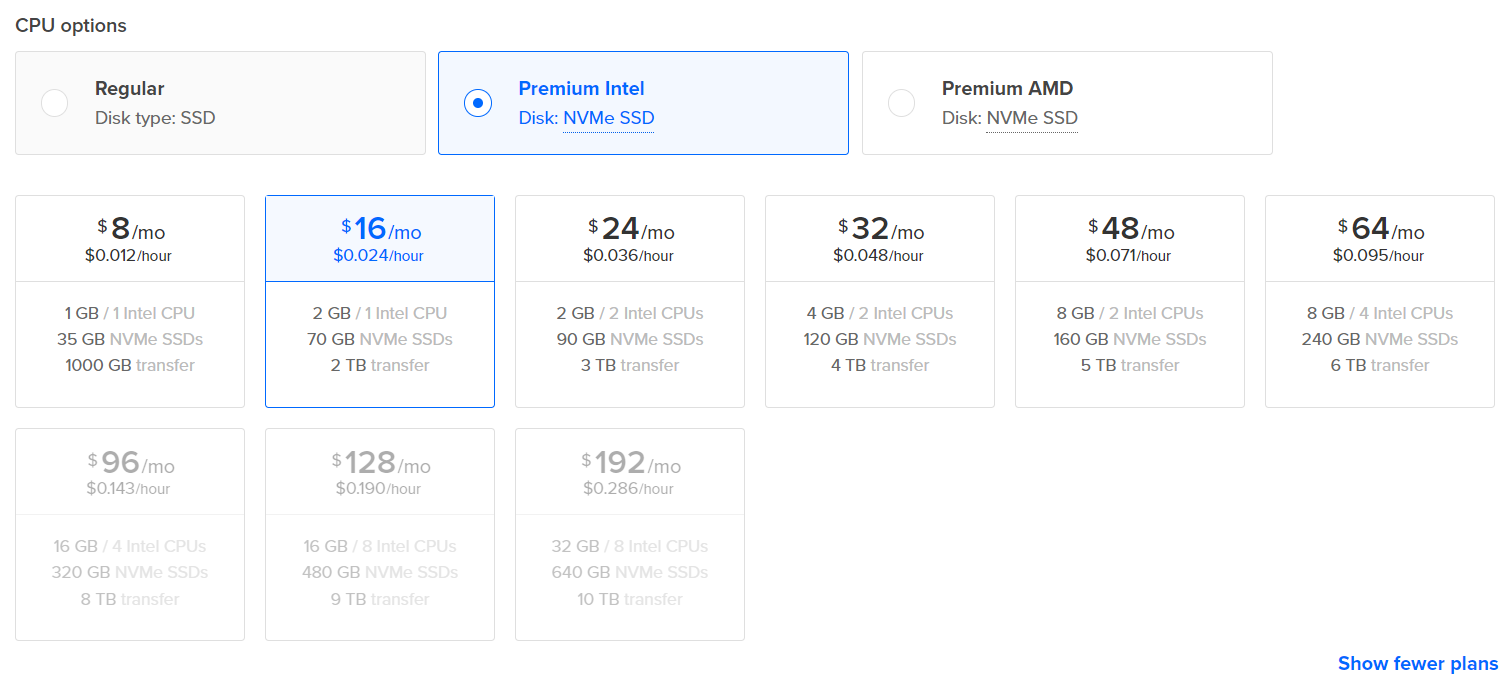 CPU options
Regular
Disk type: SSD
Premium Intel
Disk: NVMe SSD
Premium AMD
Disk: NVMe SSD
$8/mo
$0.012/hour
1 GB / 1 Intel CPU
35 GB NVMe SSDs
1000 GB transfer
$16/mo
$0.024/hour
2 GB / 1 Intel CPU
70 GB NVMe SSDs
2 TB transfer
$24/mo
$0.036/hour
2 GB / 2 Intel CPUs
90 GB NVMe SSDs
3 TB transfer
$32/mo
$0.048/hour
4 GB / 2 Intel CPUs
120 GB NVMe SSDs
4 TB transfer
$48/mo
$0.071/hour
8 GB / 2 Intel CPUs
160 GB NVMe SSDs
5 TB transfer
$64/mo
$0.095/hour
8 GB / 4 Intel CPUs
240 GB NVMe SSDs
6 TB transfer
$96/mo
$0.143/hour
16 GB / 4 Intel CPUs
320 GB NVMe SSDs
8 TB transfer
$128/mo
$0.190/hour
16 GB / 8 Intel CPUs
480 GB NVMe SSDs
9 TB transfer
$192/mo
$0.286/hour
32 GB / 8 Intel CPUs
640 GB NVMe SSDs
10 TB transfer
Show fewer plans